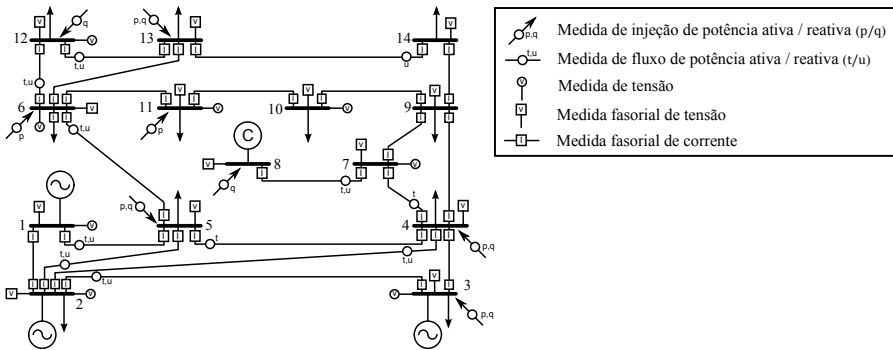 12
q
v
v
t,u
p,q
13
v
t,u
14
v
u
Medida de injeção de potência ativa / reativa (p/q)
p,q
Medida de fluxo de potência ativa / reativa (t/u)
t,u
Medida de tensão
v
Medida fasorial de tensão
v
Medida fasorial de corrente
I
t,u
6
v
v
p
t,u
11
v
p
10
v
9
v
C
8
v
q
7
v
v
t,u
t
1
v
v
t,u
p,q
5
v
t
4
v
p,q
t,u
t,u
t,u
2
v
v
3
v
v
p,q